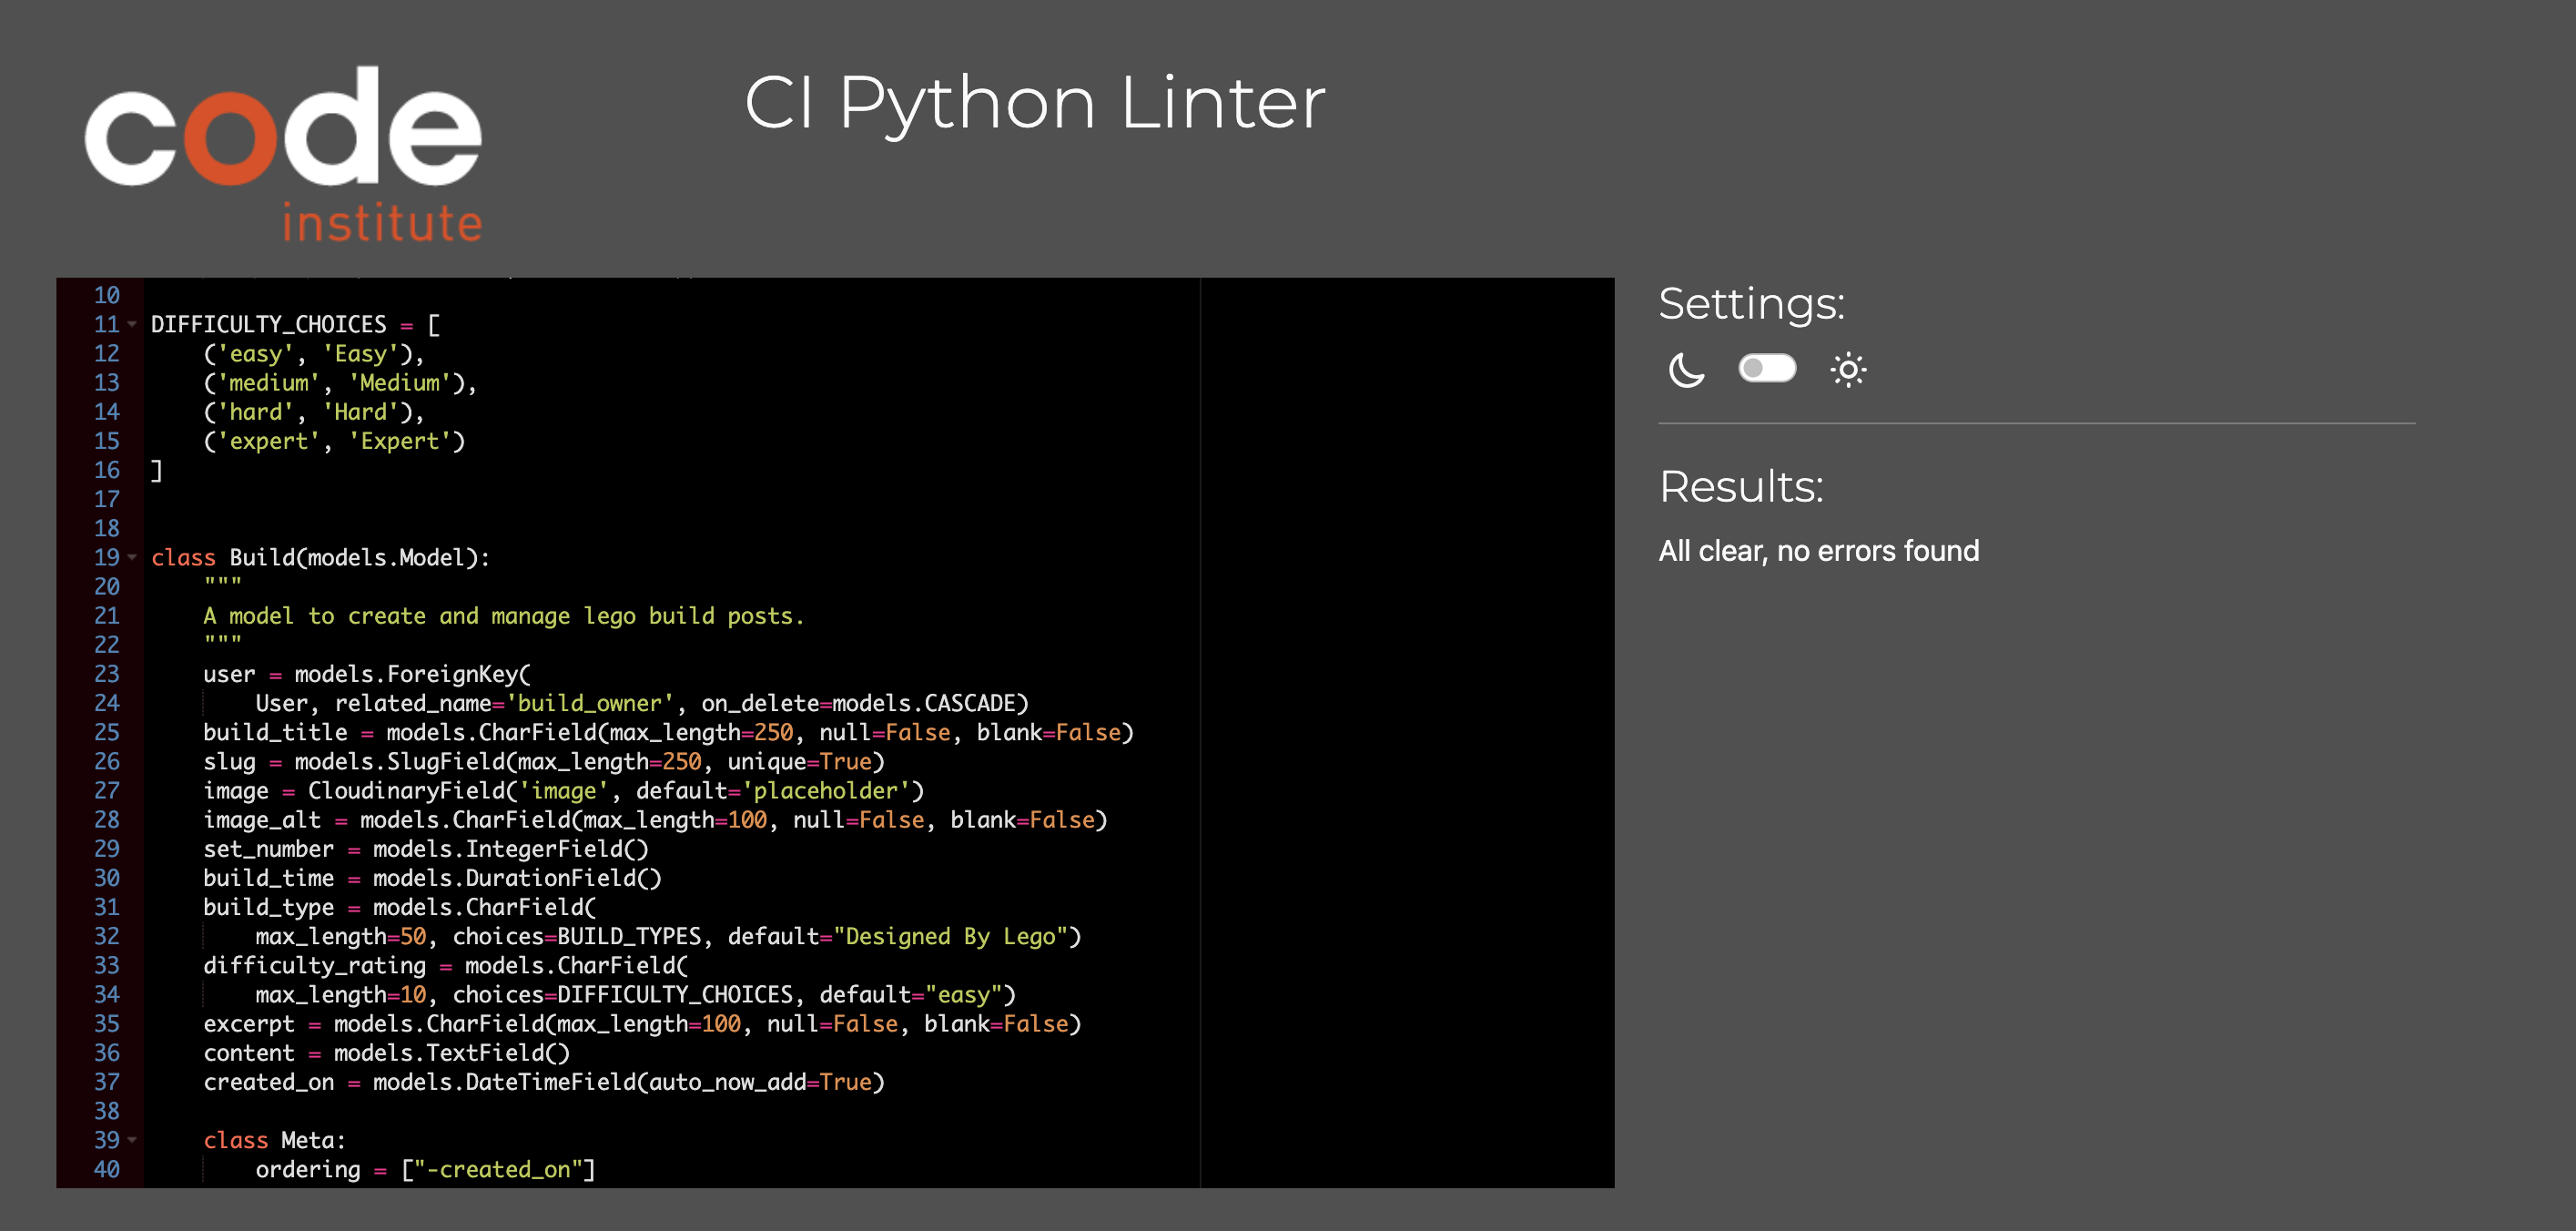 code
institute
CI Python Linter
10
11 DIFFICULTY_CHOICES = [
12     ('easy', 'Easy'),
13     ('medium', 'Medium'),
14     ('hard', 'Hard'),
15     ('expert', 'Expert')
16 ]
17
18
19 class Build(models.Model):
20     """
21     A model to create and manage lego build posts.
22     """
23     user = models.ForeignKey(
24         User, related_name='build_owner', on_delete=models.CASCADE)
25     build_title = models.CharField(max_length=250, null=False, blank=False)
26     slug = models.SlugField(max_length=250, unique=True)
27     image = CloudinaryField('image', default='placeholder')
28     image_alt = models.CharField(max_length=100, null=False, blank=False)
29     set_number = models.IntegerField()
30     build_time = models.DurationField()
31     build_type = models.CharField(
32         max_length=50, choices=BUILD_TYPES, default="Designed By Lego")
33     difficulty_rating = models.CharField(
34         max_length=10, choices=DIFFICULTY_CHOICES, default="easy")
35     excerpt = models.CharField(max_length=100, null=False, blank=False)
36     content = models.TextField()
37     created_on = models.DateTimeField(auto_now_add=True)
38
39     class Meta:
40         ordering = ["-created_on"]
Settings:
Results:
All clear, no errors found